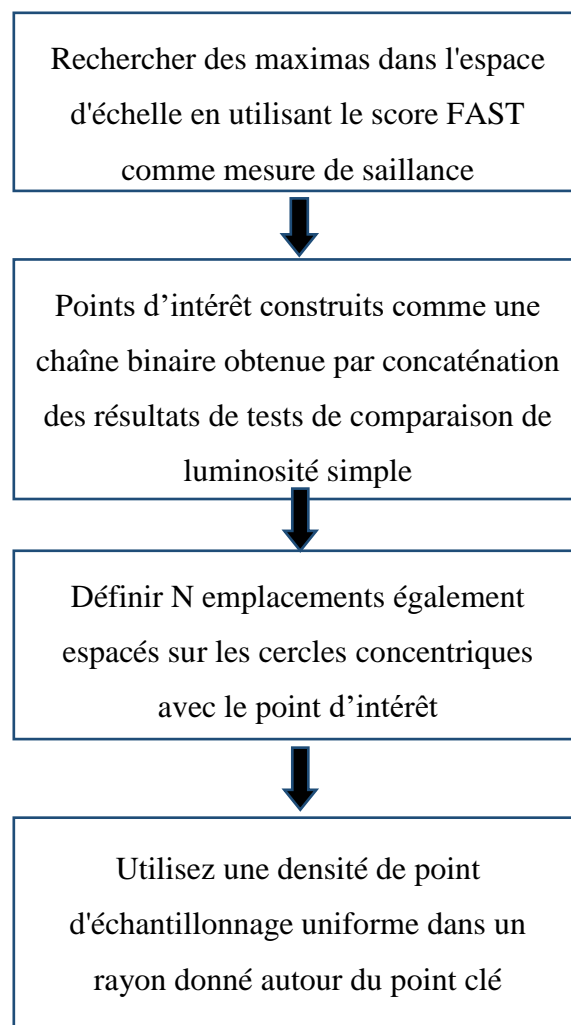 Rechercher des maximas dans l'espace
d'échelle en utilisant le score FAST
comme mesure de saillance
Points d’intérêt construits comme une
chaîne binaire obtenue par concaténation
des résultats de tests de comparaison de
luminosité simple
Définir N emplacements également
espacés sur les cercles concentriques
avec le point d’intérêt
Utilisez une densité de point
d'échantillonnage uniforme dans un
rayon donné autour du point clé